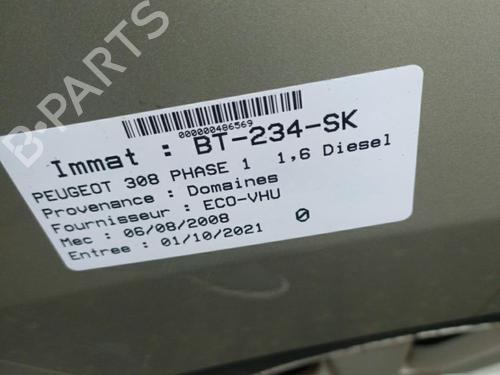 B-PARTS
000000486569
Immat : BT-234-SK
PEUGEOT 308 PHASE 1 1,6 Diesel
Provenance : Domaines
Fournisseur : ECO-VHU
Mec : 06/08/2008 0
Entree : 01/10/2021